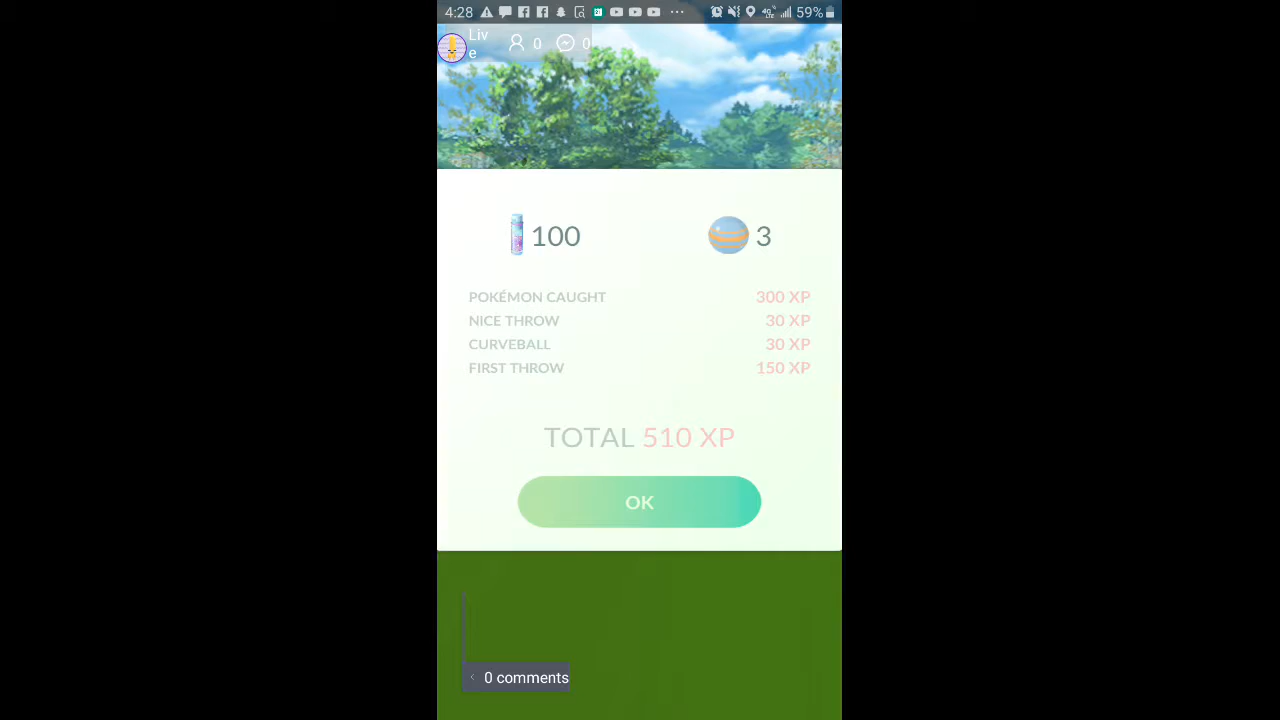 4:28
59%
Liv
e
0
0
100
3
POKÉMON CAUGHT 300 XP
NICE THROW 30 XP
CURVEBALL 30 XP
FIRST THROW 150 XP
TOTAL 510 XP
OK
0 comments